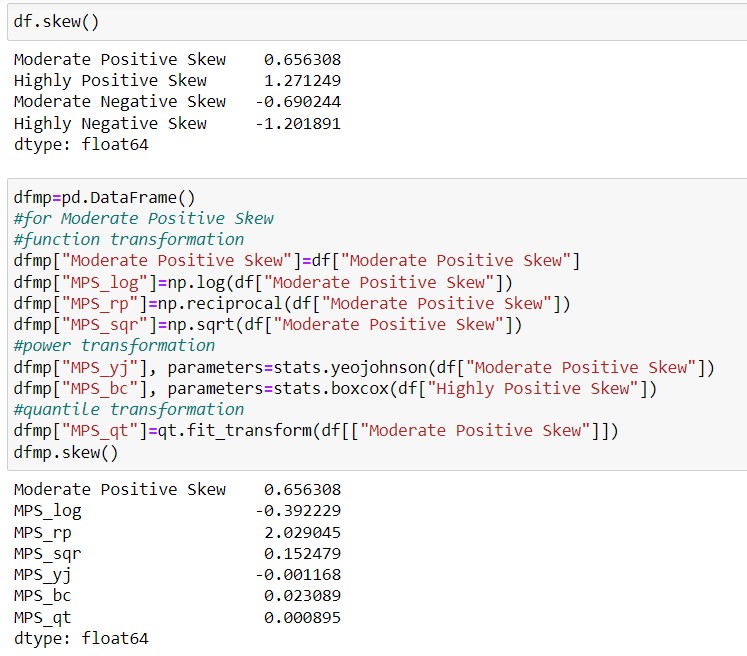 df.skew()
Moderate Positive Skew    0.656308
Highly Positive Skew      1.271249
Moderate Negative Skew   -0.690244
Highly Negative Skew     -1.201891
dtype: float64
dfmp=pd.DataFrame()
#for Moderate Positive Skew
#function transformation
dfmp["Moderate Positive Skew"]=df["Moderate Positive Skew"]
dfmp["MPS_log"]=np.log(df["Moderate Positive Skew"])
dfmp["MPS_rp"]=np.reciprocal(df["Moderate Positive Skew"])
dfmp["MPS_sqr"]=np.sqrt(df["Moderate Positive Skew"])
#power transformation
dfmp["MPS_yj"], parameters=stats.yeojohnson(df["Moderate Positive Skew"])
dfmp["MPS_bc"], parameters=stats.boxcox(df["Highly Positive Skew"])
#quantile transformation
dfmp["MPS_qt"]=qt.fit_transform(df[["Moderate Positive Skew"]])
dfmp.skew()
Moderate Positive Skew    0.656308
MPS_log                  -0.392229
MPS_rp                    2.029045
MPS_sqr                   0.152479
MPS_yj                   -0.001168
MPS_bc                    0.023089
MPS_qt                    0.000895
dtype: float64